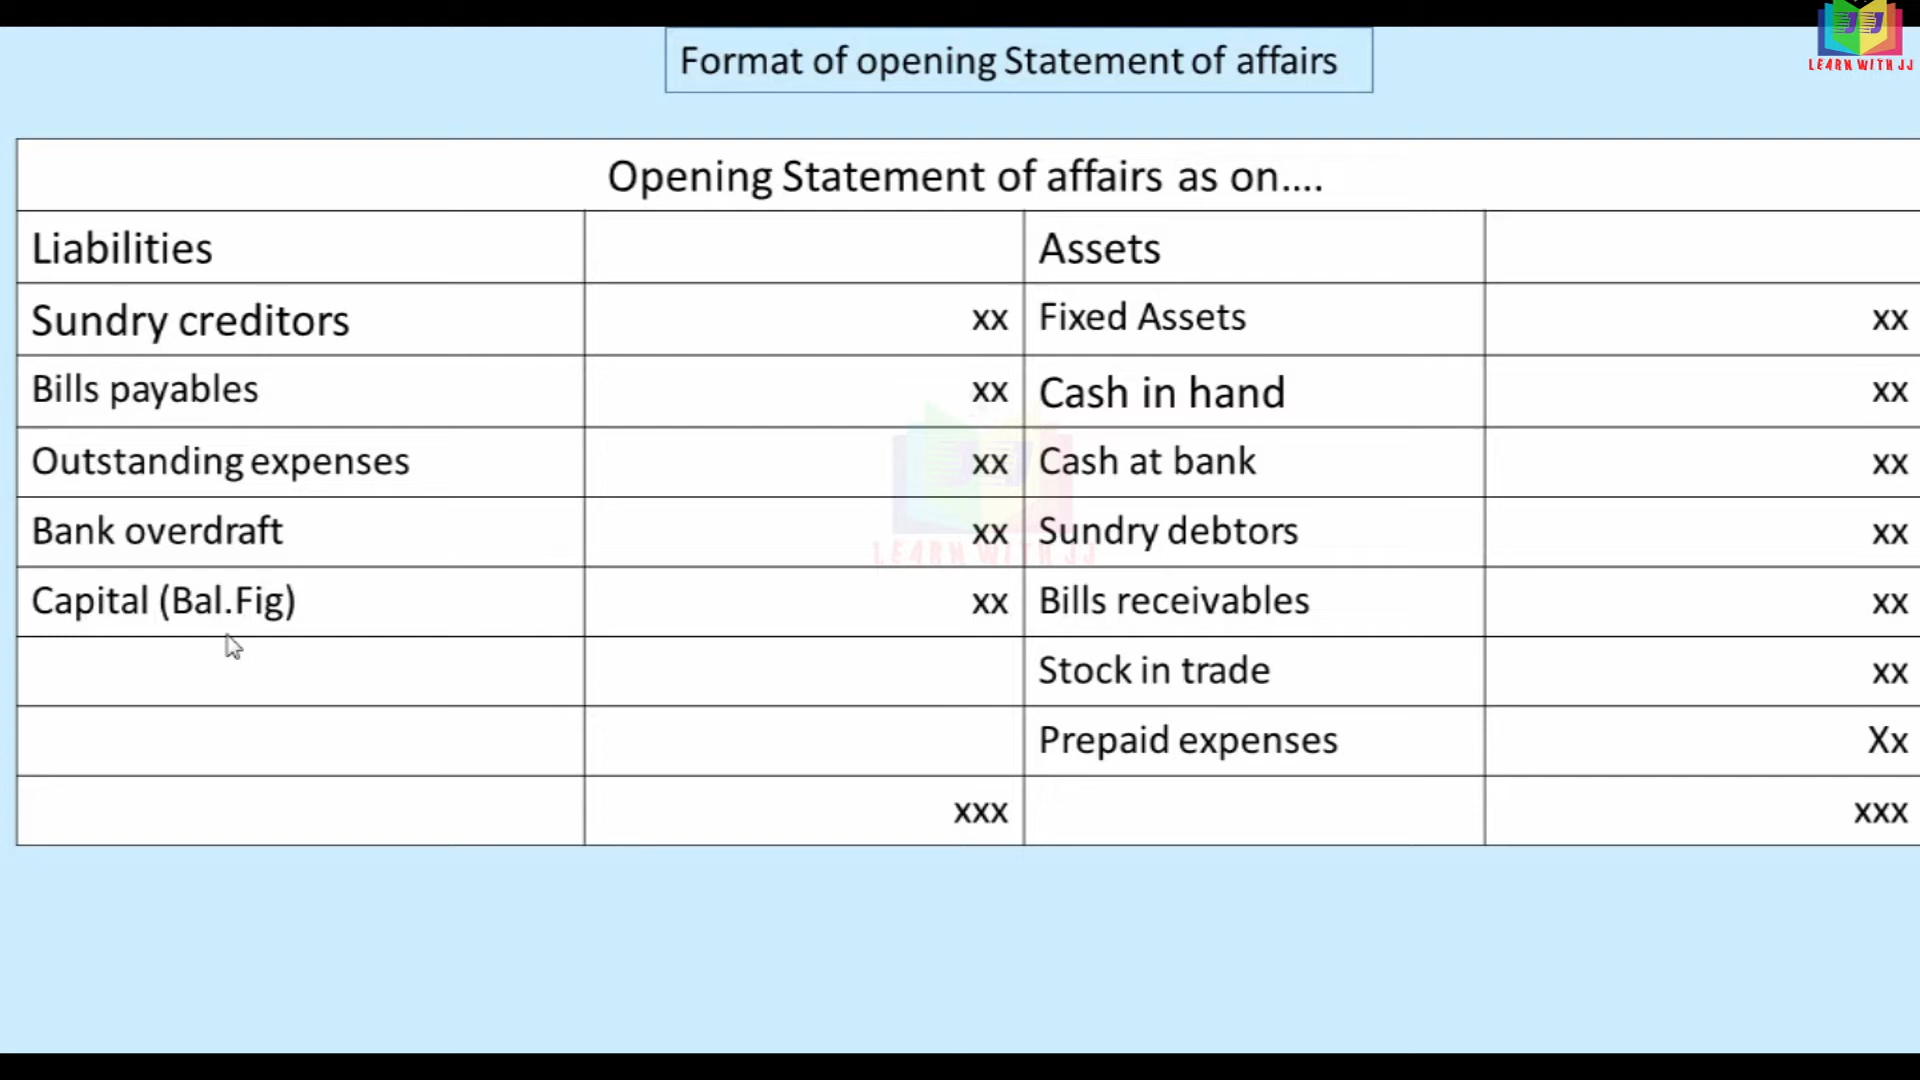 Format of opening Statement of affairs
LEARN WITH JJ
Opening Statement of affairs as on....
Liabilities Assets
Sundry creditors xx Fixed Assets xx
Bills payables xx Cash in hand xx
Outstanding expenses xx Cash at bank xx
Bank overdraft xx Sundry debtors xx
Capital (Bal.Fig) xx Bills receivables xx
Stock in trade xx
Prepaid expenses Xx
xxx xxx
LEARN WITH JJ